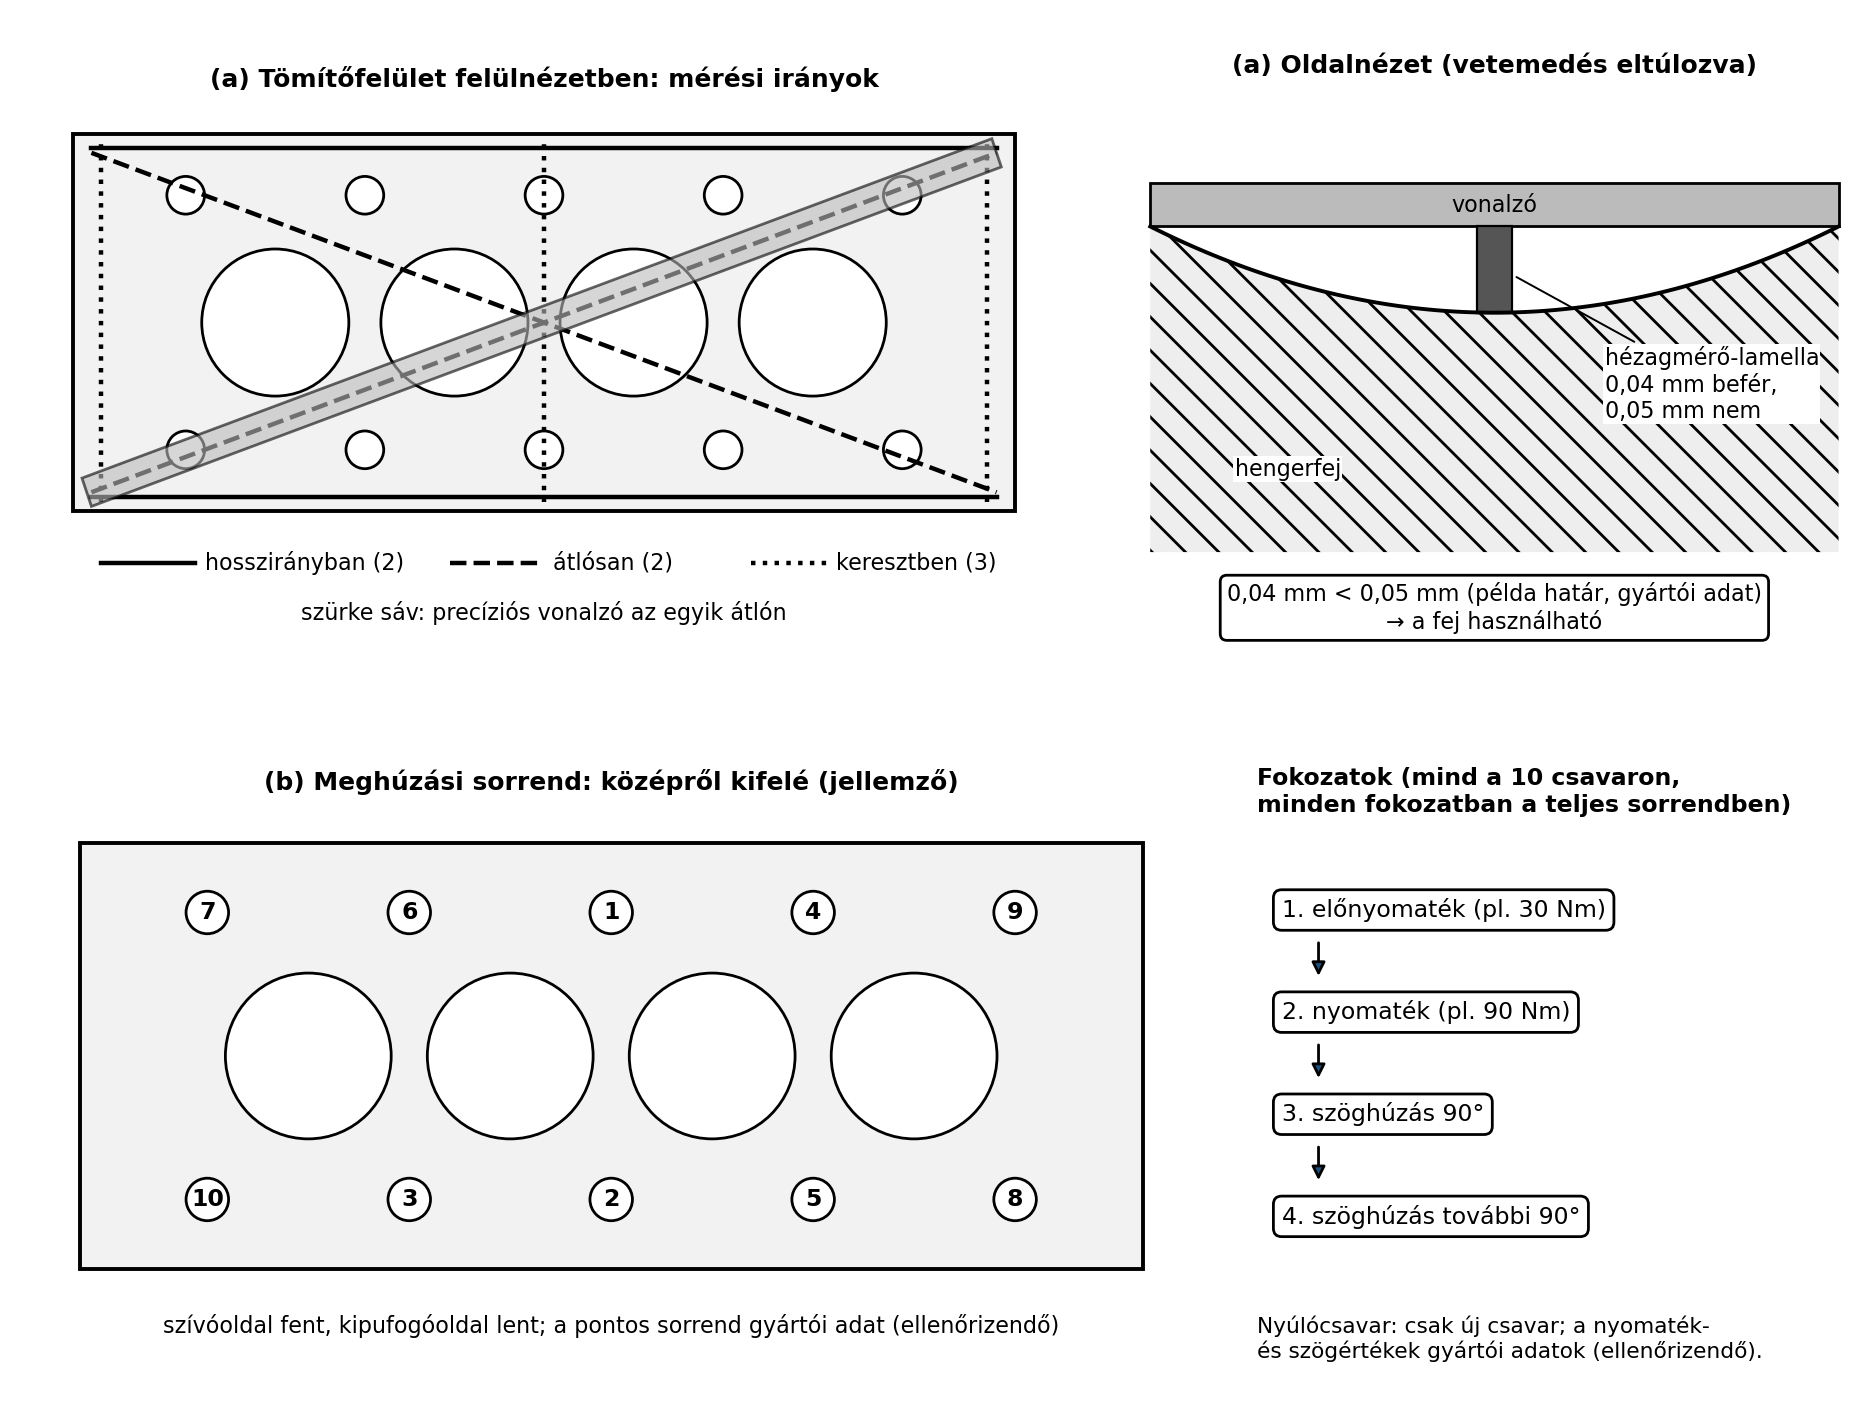 (a) Tömítőfelület felülnézetben: mérési irányok
hosszirányban (2)
átlósan (2)
keresztben (3)
szürke sáv: precíziós vonalzó az egyik átlón
(a) Oldalnézet (vetemedés eltúlozva)
vonalzó
hézagmérő-lamella
0,04 mm befér,
0,05 mm nem
hengerfej
0,04 mm < 0,05 mm (példa határ, gyártói adat)
→ a fej használható
(b) Meghúzási sorrend: középről kifelé (jellemző)
7 6 1 4 9
10 3 2 5 8
szívóoldal fent, kipufogóoldal lent; a pontos sorrend gyártói adat (ellenőrizendő)
Fokozatok (mind a 10 csavaron,
minden fokozatban a teljes sorrendben)
1. előnyomaték (pl. 30 Nm)
2. nyomaték (pl. 90 Nm)
3. szöghúzás 90°
4. szöghúzás további 90°
Nyúlócsavar: csak új csavar; a nyomaték-
és szögértékek gyártói adatok (ellenőrizendő).